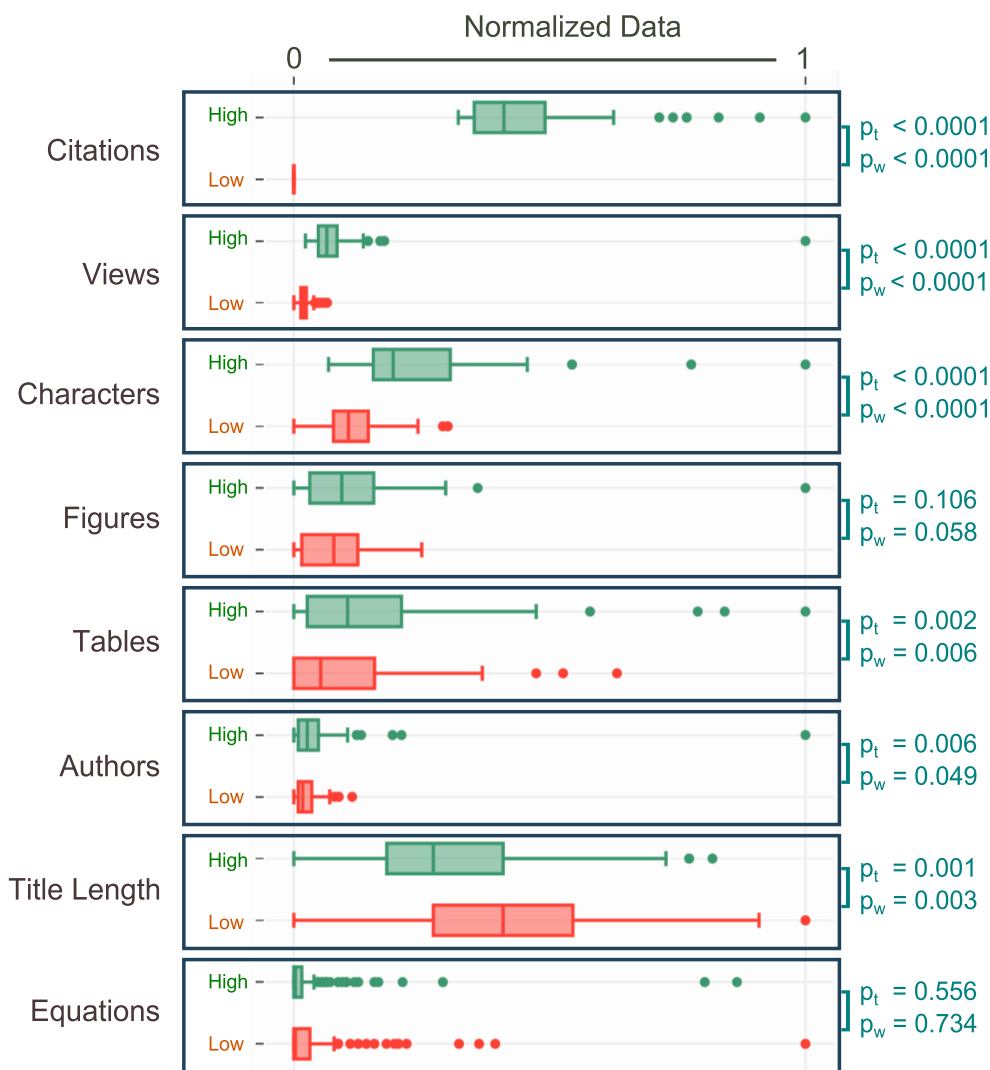 Normalized Data
0 1
High
Citations
Low
pt < 0.0001
pw < 0.0001
High
Views
Low
pt < 0.0001
pw < 0.0001
High
Characters
Low
pt < 0.0001
pw < 0.0001
High
Figures
Low
pt = 0.106
pw = 0.058
High
Tables
Low
pt = 0.002
pw = 0.006
High
Authors
Low
pt = 0.006
pw = 0.049
High
Title Length
Low
pt = 0.001
pw = 0.003
High
Equations
Low
pt = 0.556
pw = 0.734